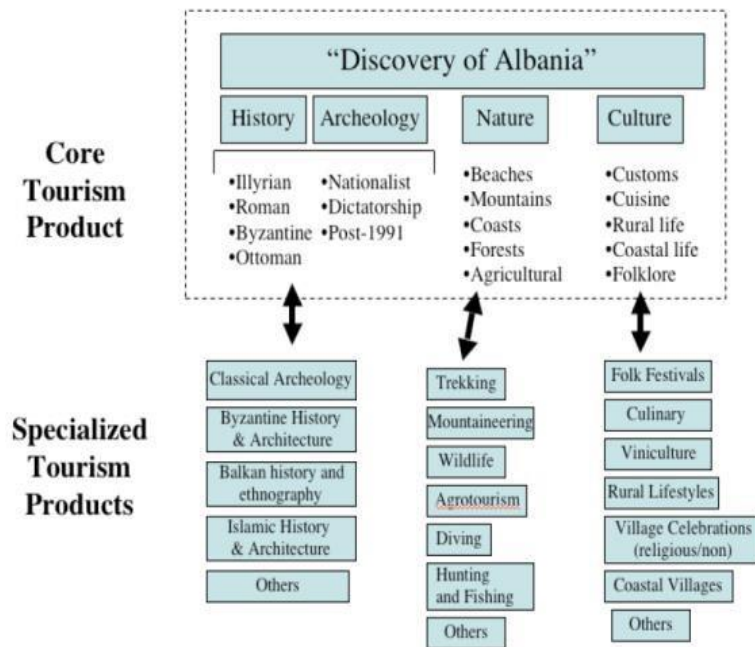 “Discovery of Albania”
History
Archeology
Nature
Culture
Core
Tourism
Product
•Illyrian
•Roman
•Byzantine
•Ottoman
•Nationalist
•Dictatorship
•Post-1991
•Beaches
•Mountains
•Coasts
•Forests
•Agricultural
•Customs
•Cuisine
•Rural life
•Coastal life
•Folklore
Specialized
Tourism
Products
Classical Archeology
Byzantine History
& Architecture
Balkan history and
ethnography
Islamic History
& Architecture
Others
Trekking
Mountaineering
Wildlife
Agrotourism
Diving
Hunting
and Fishing
Others
Folk Festivals
Culinary
Viniculture
Rural Lifestyles
Village Celebrations
(religious/non)
Coastal Villages
Others